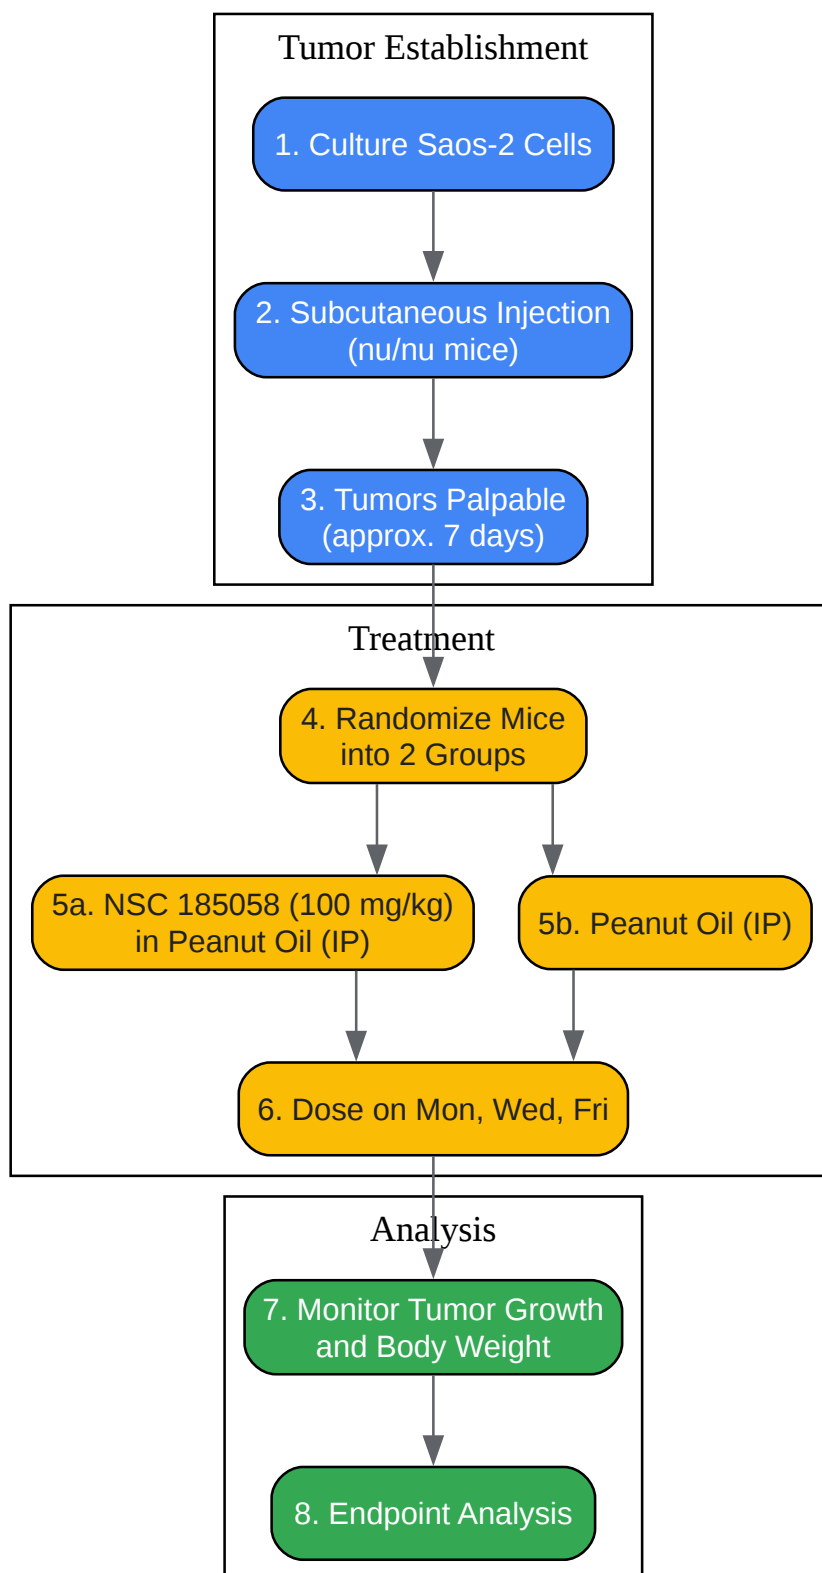 Tumor Establishment
1. Culture Saos-2 Cells
2. Subcutaneous Injection
(nu/nu mice)
3. Tumors Palpable
(approx. 7 days)
Treatment
4. Randomize Mice
into 2 Groups
5a. NSC 185058 (100 mg/kg)
in Peanut Oil (IP)
5b. Peanut Oil (IP)
6. Dose on Mon, Wed, Fri
Analysis
7. Monitor Tumor Growth
and Body Weight
8. Endpoint Analysis